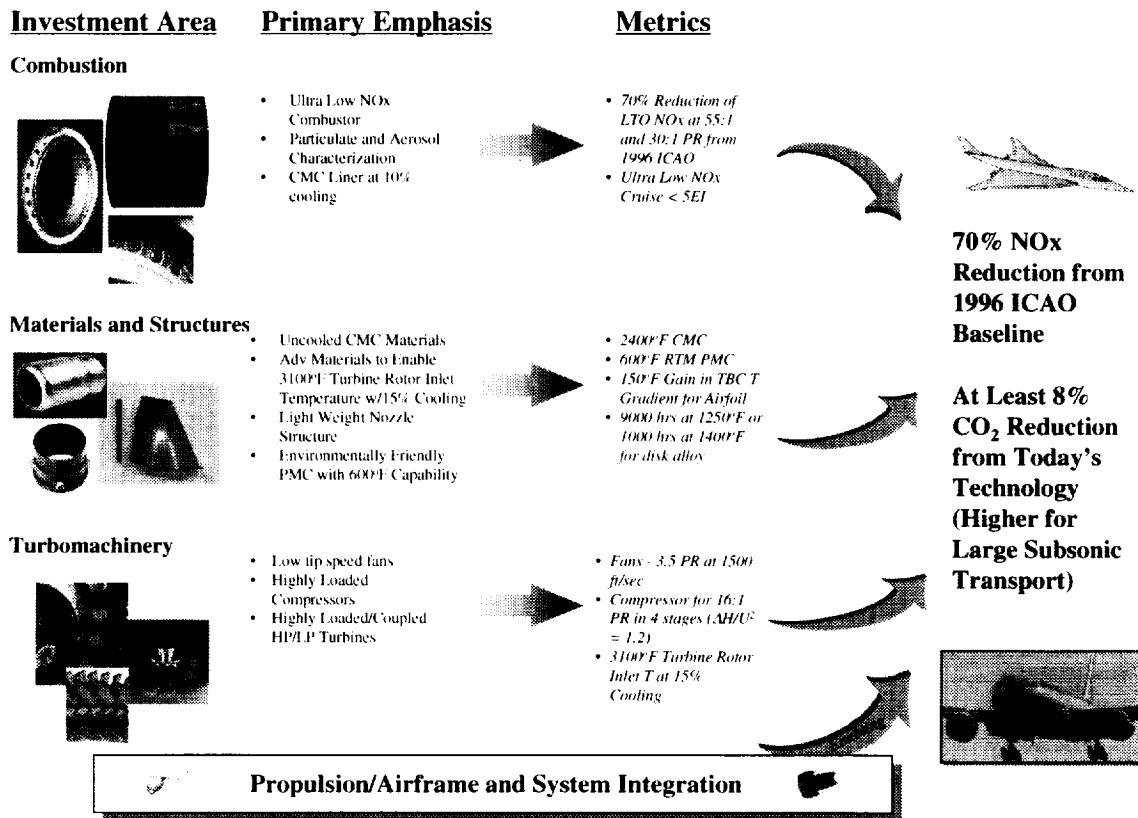 Investment Area
Primary Emphasis
Metrics
Combustion
• Ultra Low NOx
Combustor
• Particulate and Aerosol
Characterization
• CMC Liner at 10%
cooling
• 70% Reduction of
LTO NOx at 55:1
and 30:1 PR from
1996 ICAO
• Ultra Low NOx
Cruise < 5EI
Materials and Structures
• Uncooled CMC Materials
• Adv Materials to Enable
3100°F Turbine Rotor Inlet
Temperature w/15% Cooling
• Light Weight Nozzle
Structure
• Environmentally Friendly
PMC with 600°F Capability
• 2400°F CMC
• 600°F RTM PMC
• 150°F Gain in TBC T
Gradient for Airfoil
• 9000 hrs at 1250°F or
1000 hrs at 1400°F
for disk alloy
Turbomachinery
• Low tip speed fans
• Highly Loaded
Compressors
• Highly Loaded/Coupled
HP/LP Turbines
• Fans - 3.5 PR at 1500
ft/sec
• Compressor for 16:1
PR in 4 stages (ΔH/U²
= 1.2)
• 3100°F Turbine Rotor
Inlet T at 15%
Cooling
70% NOx
Reduction from
1996 ICAO
Baseline
At Least 8%
CO₂ Reduction
from Today's
Technology
(Higher for
Large Subsonic
Transport)
Propulsion/Airframe and System Integration